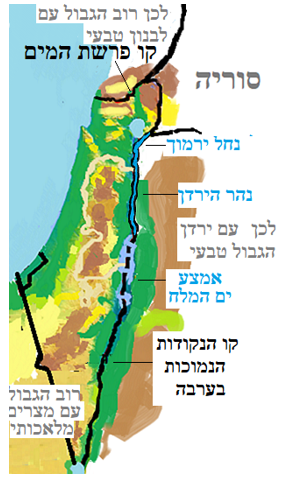 לכן רוב הגבול עם
לבנון טבעי
קו פרשת המים
סוריה
נחל ירמוך
נהר הירדן
לכן עם ירדן
הגבול טבעי
אמצע
ים המלח
קו הנקודות
הנמוכות
בערבה
רוב הגבול
עם מצרים
מלאכותי